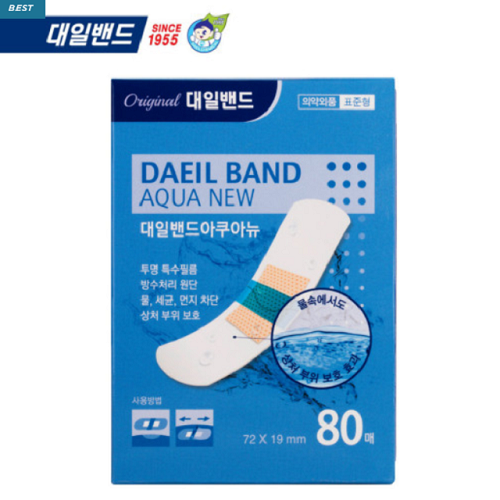 BEST
대일밴드
SINCE
1955
Original 대일밴드
의약외품 표준형
DAEIL BAND
AQUA NEW
대일밴드아쿠아뉴
투명 특수필름
방수처리 원단
물, 세균, 먼지 차단
상처 부위 보호
물속에서도
상처 부위 보호 효과
사용방법
72 X 19 mm 80매